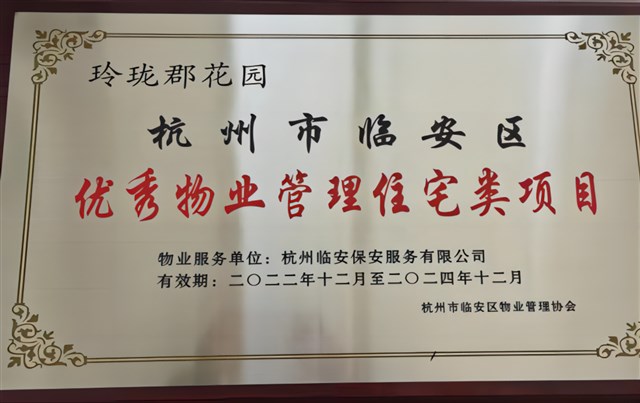 玲珑郡花园
杭州市临安区
优秀物业管理住宅类项目
物业服务单位：杭州临安保安服务有限公司
有效期：二〇二二年十二月至二〇二四年十二月
杭州市临安区物业管理协会